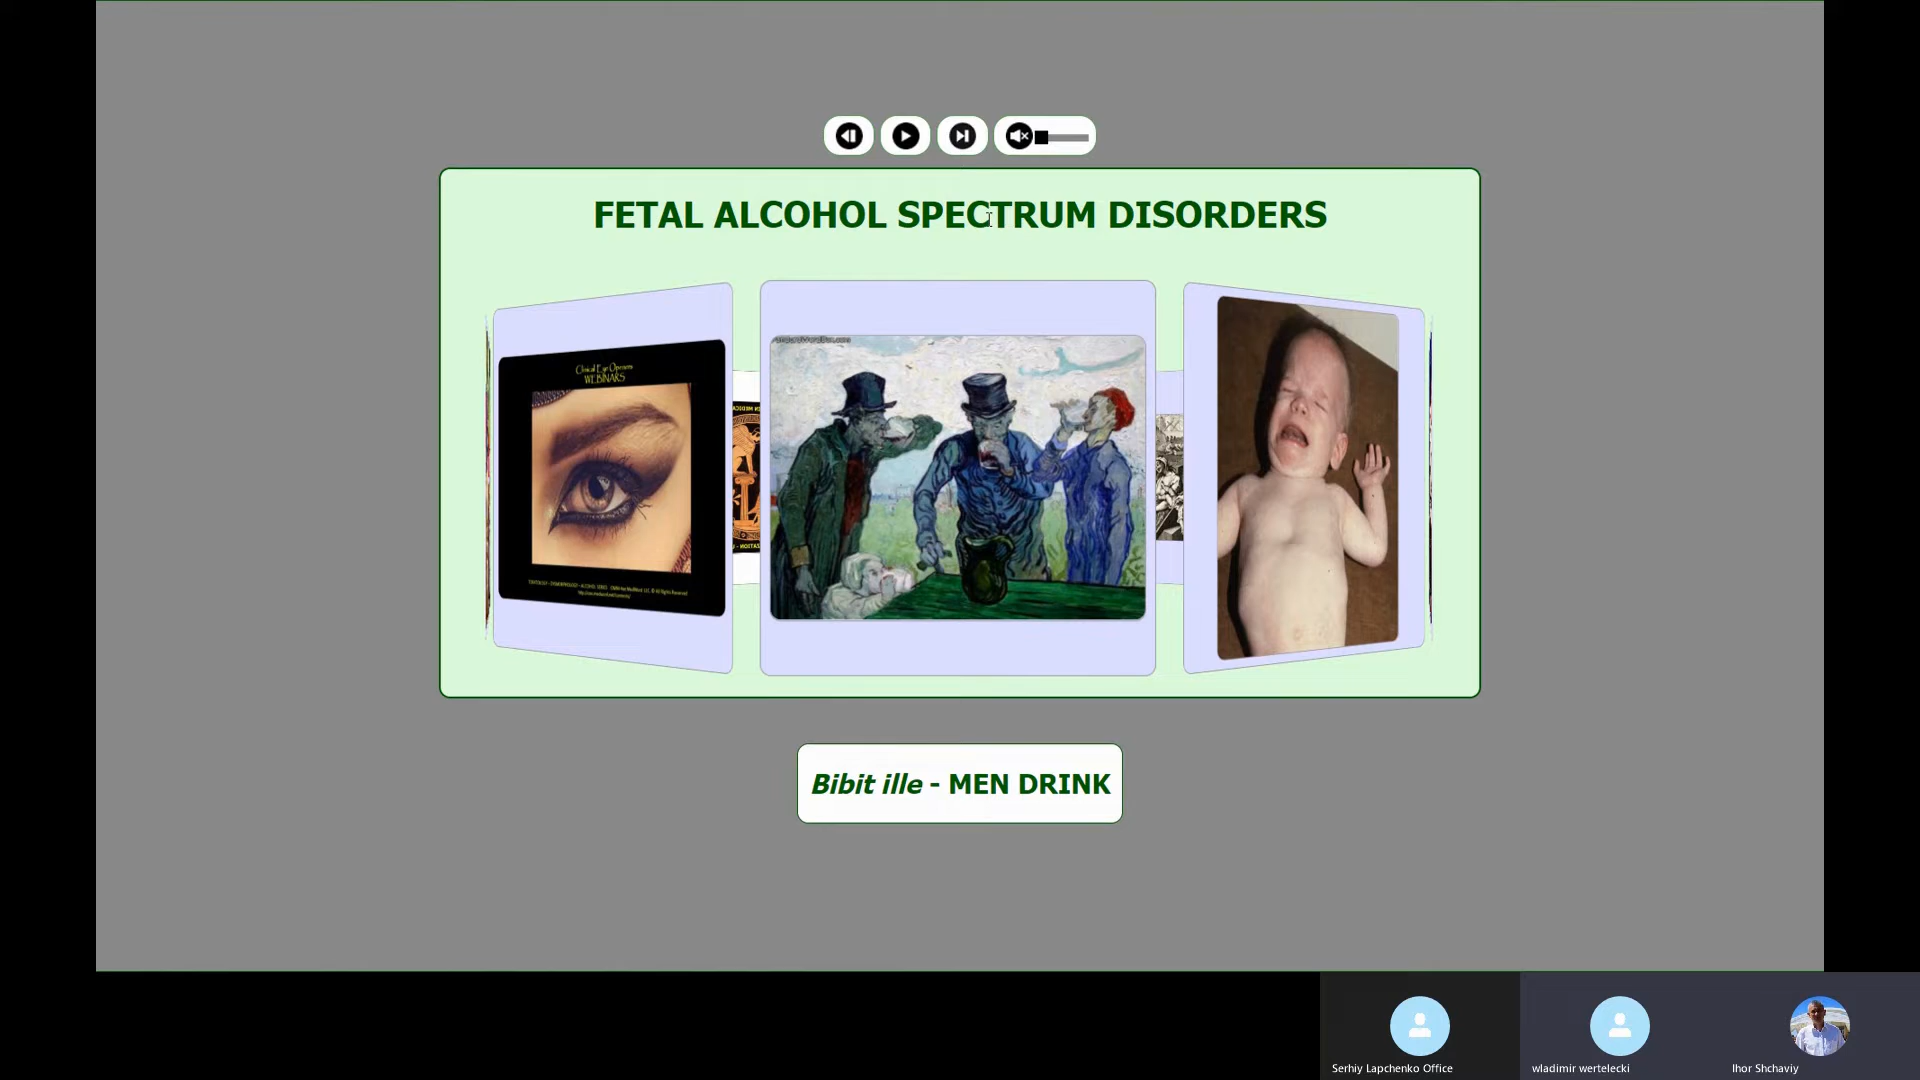 FETAL ALCOHOL SPECTRUM DISORDERS
Clinical Eye Openers
WEBINARS
Bibit ille - MEN DRINK
Serhiy Lapchenko Office
wladimir wertelecki
Ihor Shchaviy